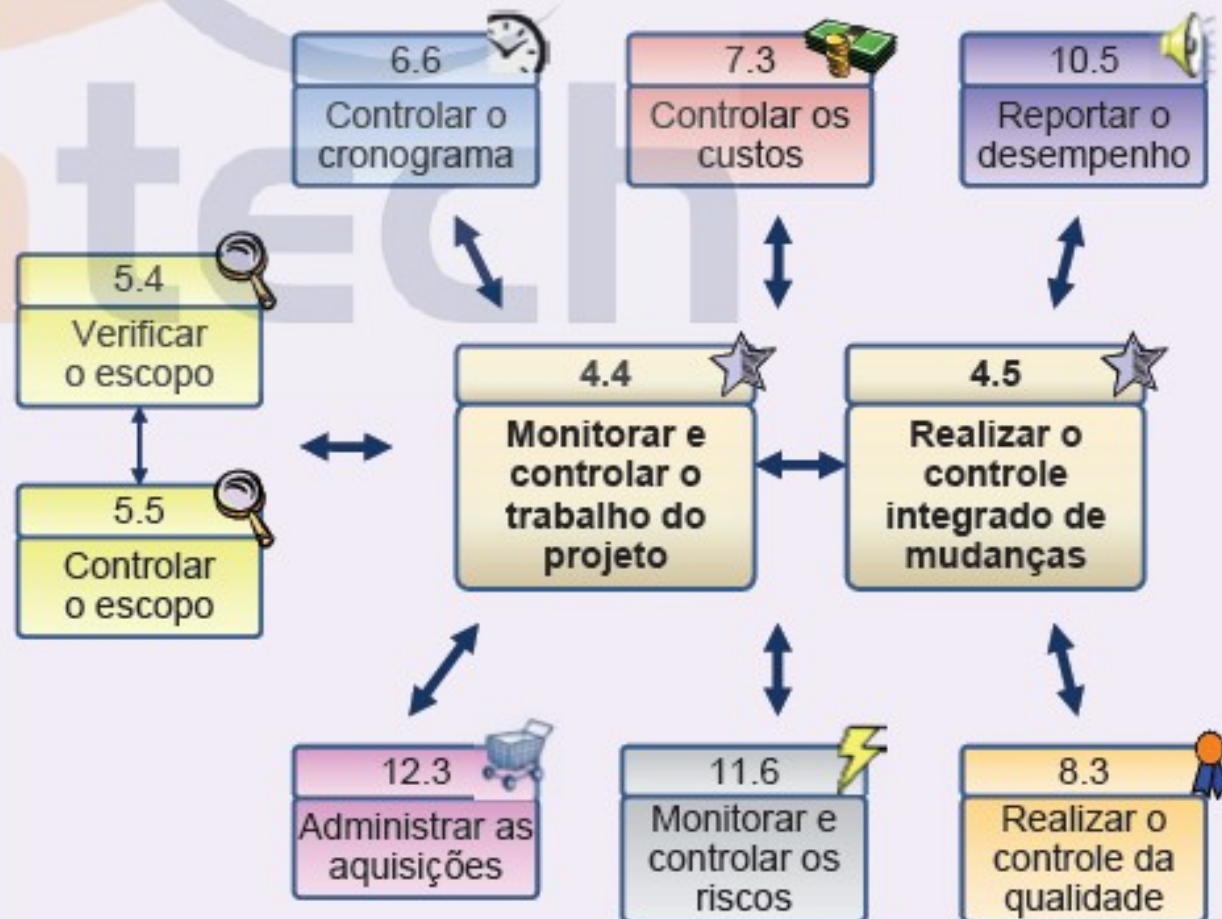 6.6
Controlar o
cronograma
7.3
Controlar os
custos
10.5
Reportar o
desempenho
5.4
Verificar
o escopo
5.5
Controlar
o escopo
4.4
Monitorar e
controlar o
trabalho do
projeto
4.5
Realizar o
controle
integrado de
mudanças
12.3
Administrar as
aquisições
11.6
Monitorar e
controlar os
riscos
8.3
Realizar o
controle da
qualidade
tech